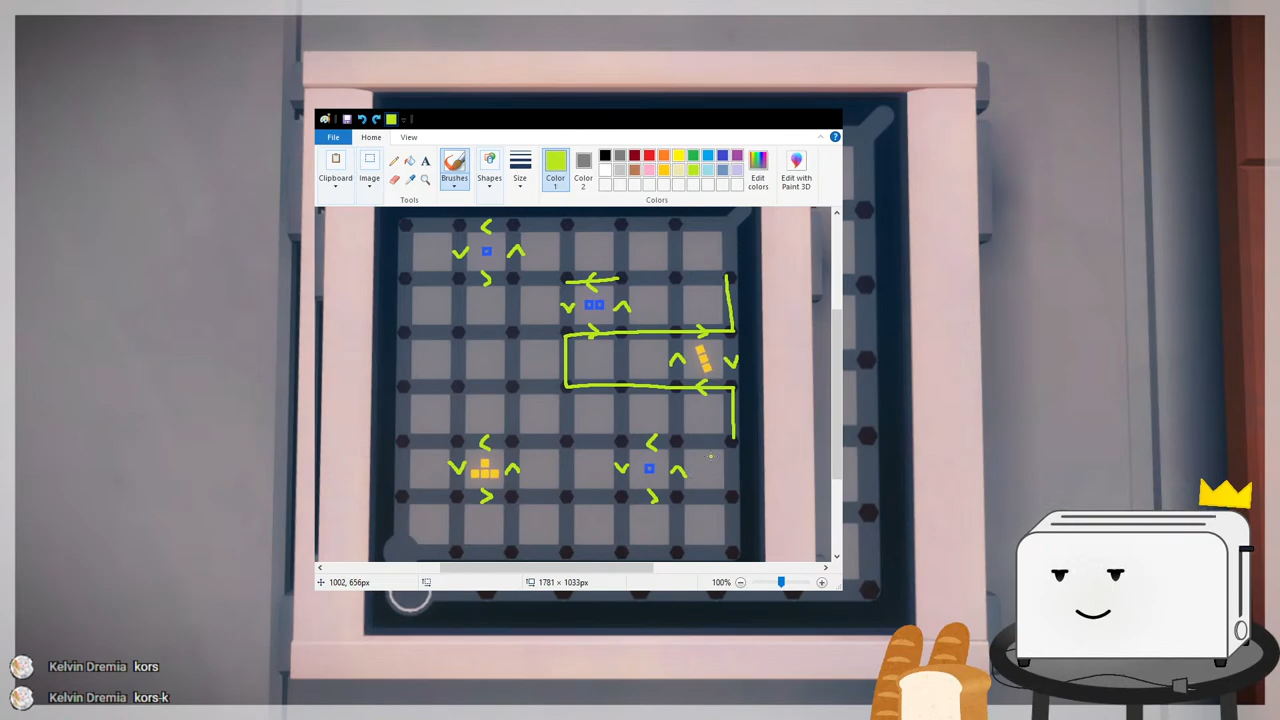 File
Home
View
?
Clipboard
Image
A
Tools
Brushes
Shapes
Size
Color
1
Color
2
Colors
Edit
colors
Edit with
Paint 3D
1002, 656px
1781 × 1033px
100%
Kelvin Dremia kors
Kelvin Dremia kors-k